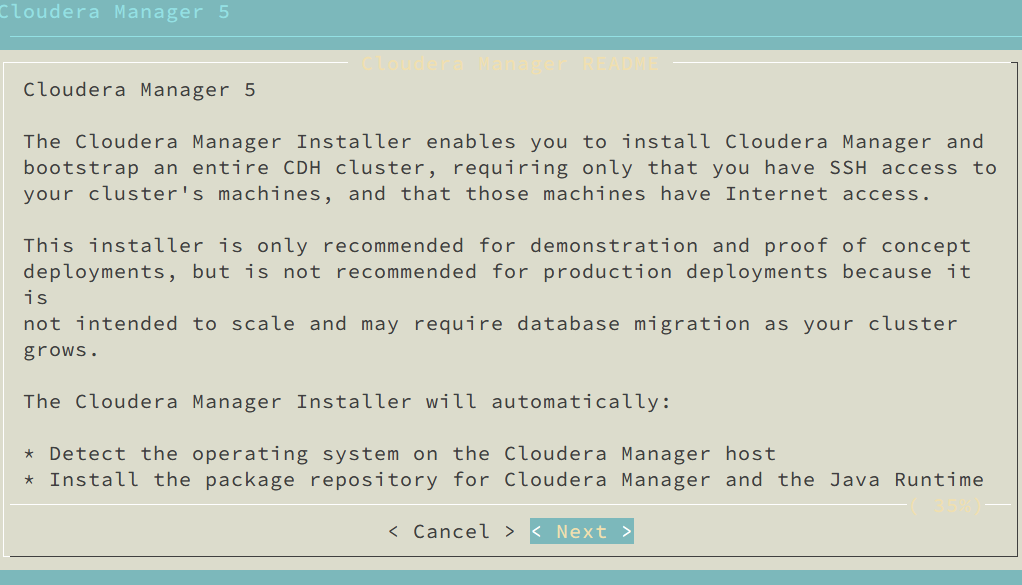 Cloudera Manager 5
Cloudera Manager README
Cloudera Manager 5
The Cloudera Manager Installer enables you to install Cloudera Manager and
bootstrap an entire CDH cluster, requiring only that you have SSH access to
your cluster's machines, and that those machines have Internet access.
This installer is only recommended for demonstration and proof of concept
deployments, but is not recommended for production deployments because it
is
not intended to scale and may require database migration as your cluster
grows.
The Cloudera Manager Installer will automatically:
* Detect the operating system on the Cloudera Manager host
* Install the package repository for Cloudera Manager and the Java Runtime
( 35%)
< Cancel > < Next >